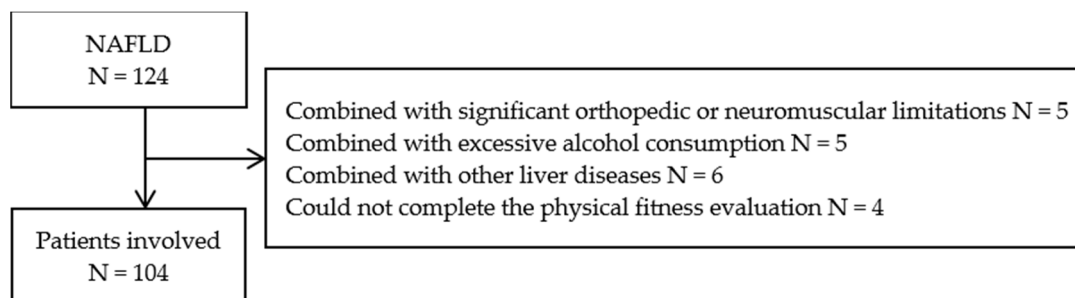 NAFLD
N = 124
Combined with significant orthopedic or neuromuscular limitations N = 5
Combined with excessive alcohol consumption N = 5
Combined with other liver diseases N = 6
Could not complete the physical fitness evaluation N = 4
Patients involved
N = 104